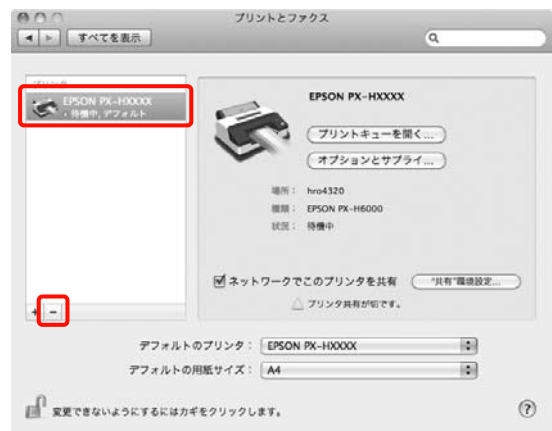 プリントとファクス
すべてを表示
プリンタ
EPSON PX-HXXXX
・待機中, デフォルト
+ −
EPSON PX-HXXXX
プリントキューを開く...
オプションとサプライ...
場所： hro4320
種類： EPSON PX-H6000
状況： 待機中
ネットワークでこのプリンタを共有 "共有"環境設定...
プリンタ共有が切です。
デフォルトのプリンタ： EPSON PX-HXXXX
デフォルトの用紙サイズ： A4
変更できないようにするにはカギをクリックします。
?